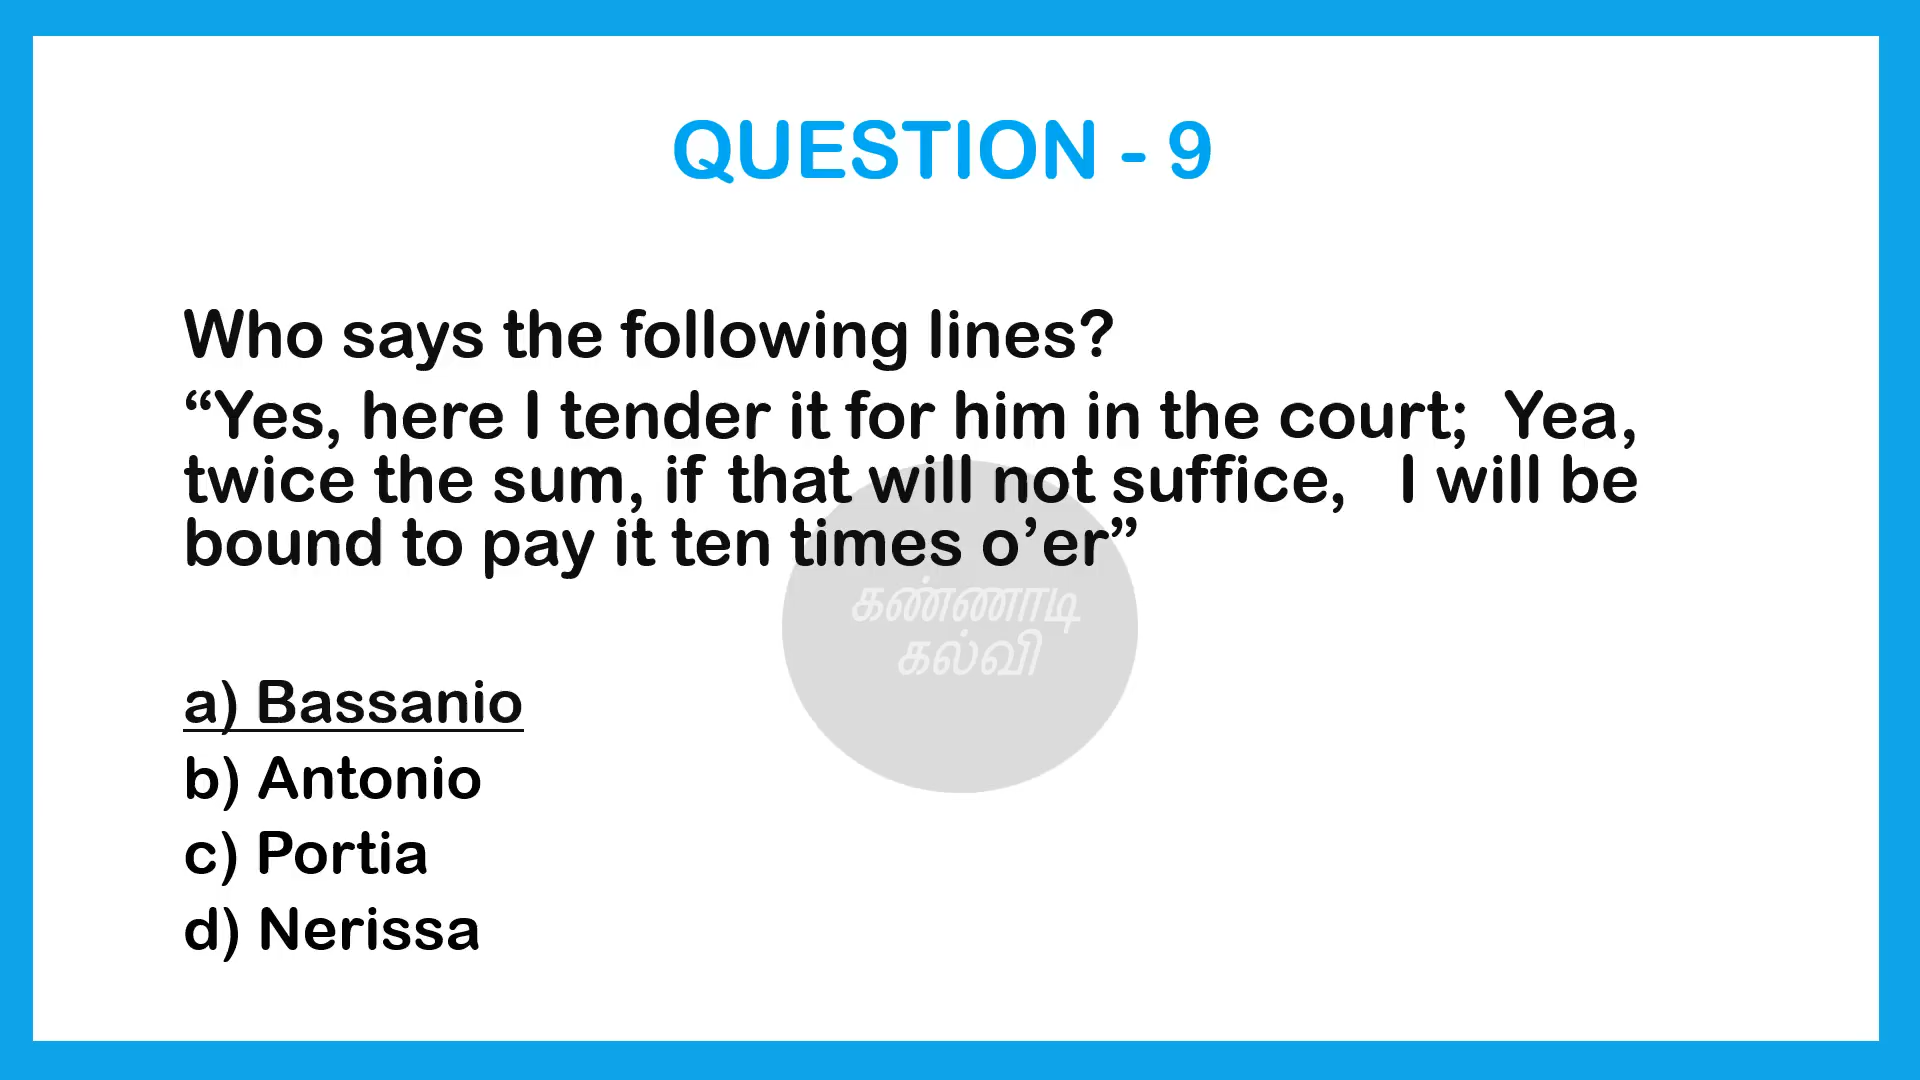 QUESTION - 9
Who says the following lines?
“Yes, here I tender it for him in the court;  Yea,
twice the sum, if that will not suffice,   I will be
bound to pay it ten times o’er”
கண்ணாடி
கல்வி
a) Bassanio
b) Antonio
c) Portia
d) Nerissa